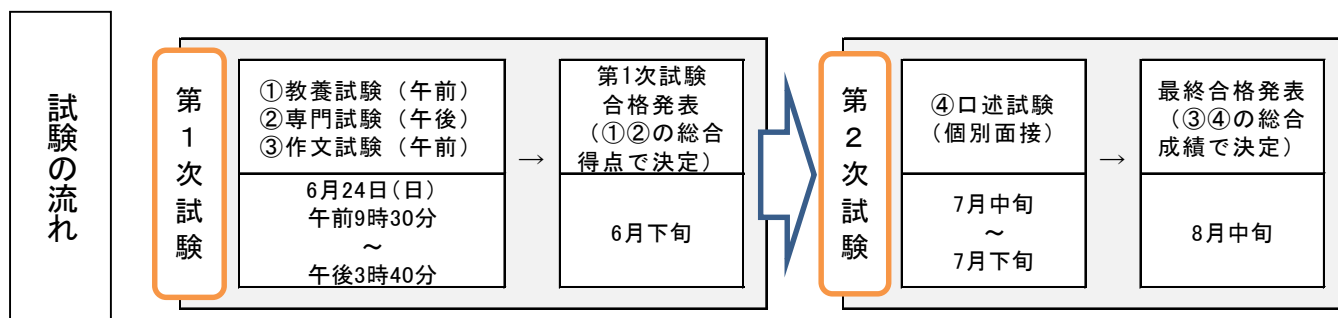 試験の流れ
第1次試験
①教養試験（午前）
②専門試験（午後）
③作文試験（午前）
6月24日(日)
午前9時30分
～
午後3時40分
→
第1次試験
合格発表
（①②の総合
得点で決定）
6月下旬
第2次試験
④口述試験
（個別面接）
7月中旬
～
7月下旬
→
最終合格発表
（③④の総合
成績で決定）
8月中旬